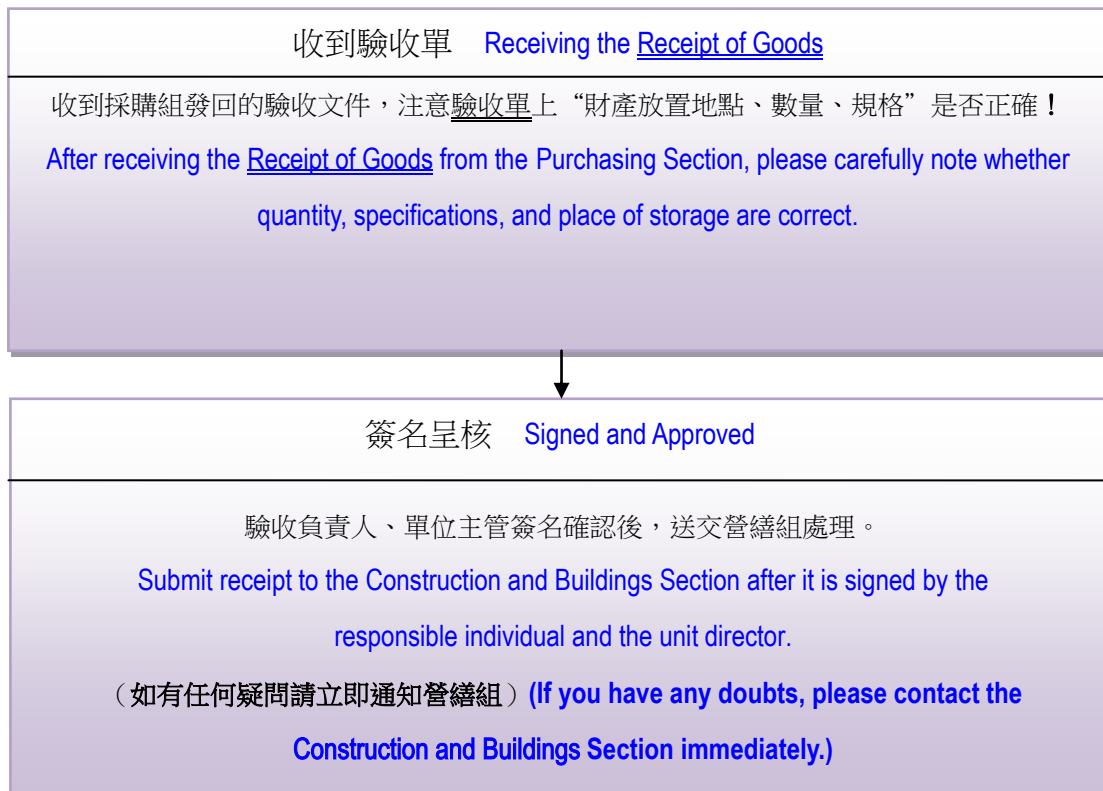 收到驗收單 Receiving the Receipt of Goods
收到採購組發回的驗收文件，注意驗收單上“財產放置地點、數量、規格”是否正確！
After receiving the Receipt of Goods from the Purchasing Section, please carefully note whether
quantity, specifications, and place of storage are correct.
簽名呈核 Signed and Approved
驗收負責人、單位主管簽名確認後，送交營繕組處理。
Submit receipt to the Construction and Buildings Section after it is signed by the
responsible individual and the unit director.
（如有任何疑問請立即通知營繕組）(If you have any doubts, please contact the
Construction and Buildings Section immediately.)